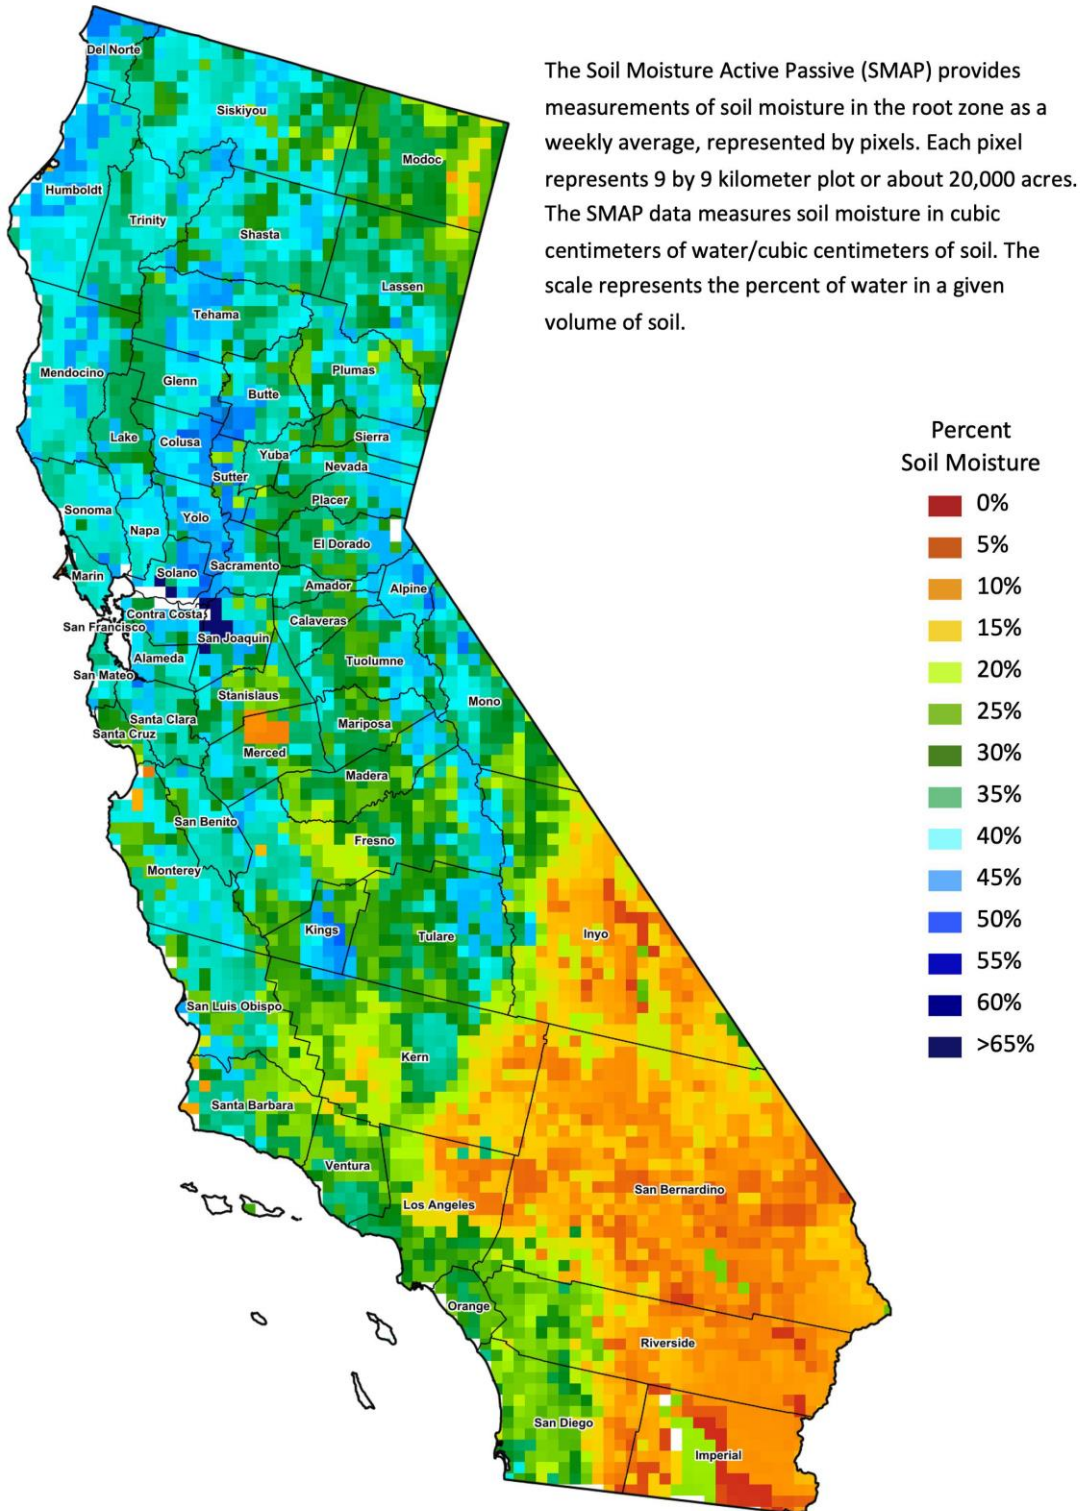 The Soil Moisture Active Passive (SMAP) provides
measurements of soil moisture in the root zone as a
weekly average, represented by pixels. Each pixel
represents 9 by 9 kilometer plot or about 20,000 acres.
The SMAP data measures soil moisture in cubic
centimeters of water/cubic centimeters of soil. The
scale represents the percent of water in a given
volume of soil.
Percent
Soil Moisture
0%
5%
10%
15%
20%
25%
30%
35%
40%
45%
50%
55%
60%
>65%
Del Norte
Siskiyou
Modoc
Humboldt
Trinity
Shasta
Lassen
Tehama
Plumas
Mendocino
Glenn
Butte
Lake
Colusa
Sierra
Yuba
Nevada
Sutter
Placer
Sonoma
Napa
Yolo
El Dorado
Sacramento
Marin
Solano
Amador
Alpine
Contra Costa
Calaveras
San Francisco
San Joaquin
Alameda
Tuolumne
San Mateo
Stanislaus
Mono
Santa Clara
Mariposa
Santa Cruz
Merced
Madera
San Benito
Fresno
Monterey
Kings
Tulare
Inyo
San Luis Obispo
Kern
Santa Barbara
Ventura
San Bernardino
Los Angeles
Orange
Riverside
San Diego
Imperial